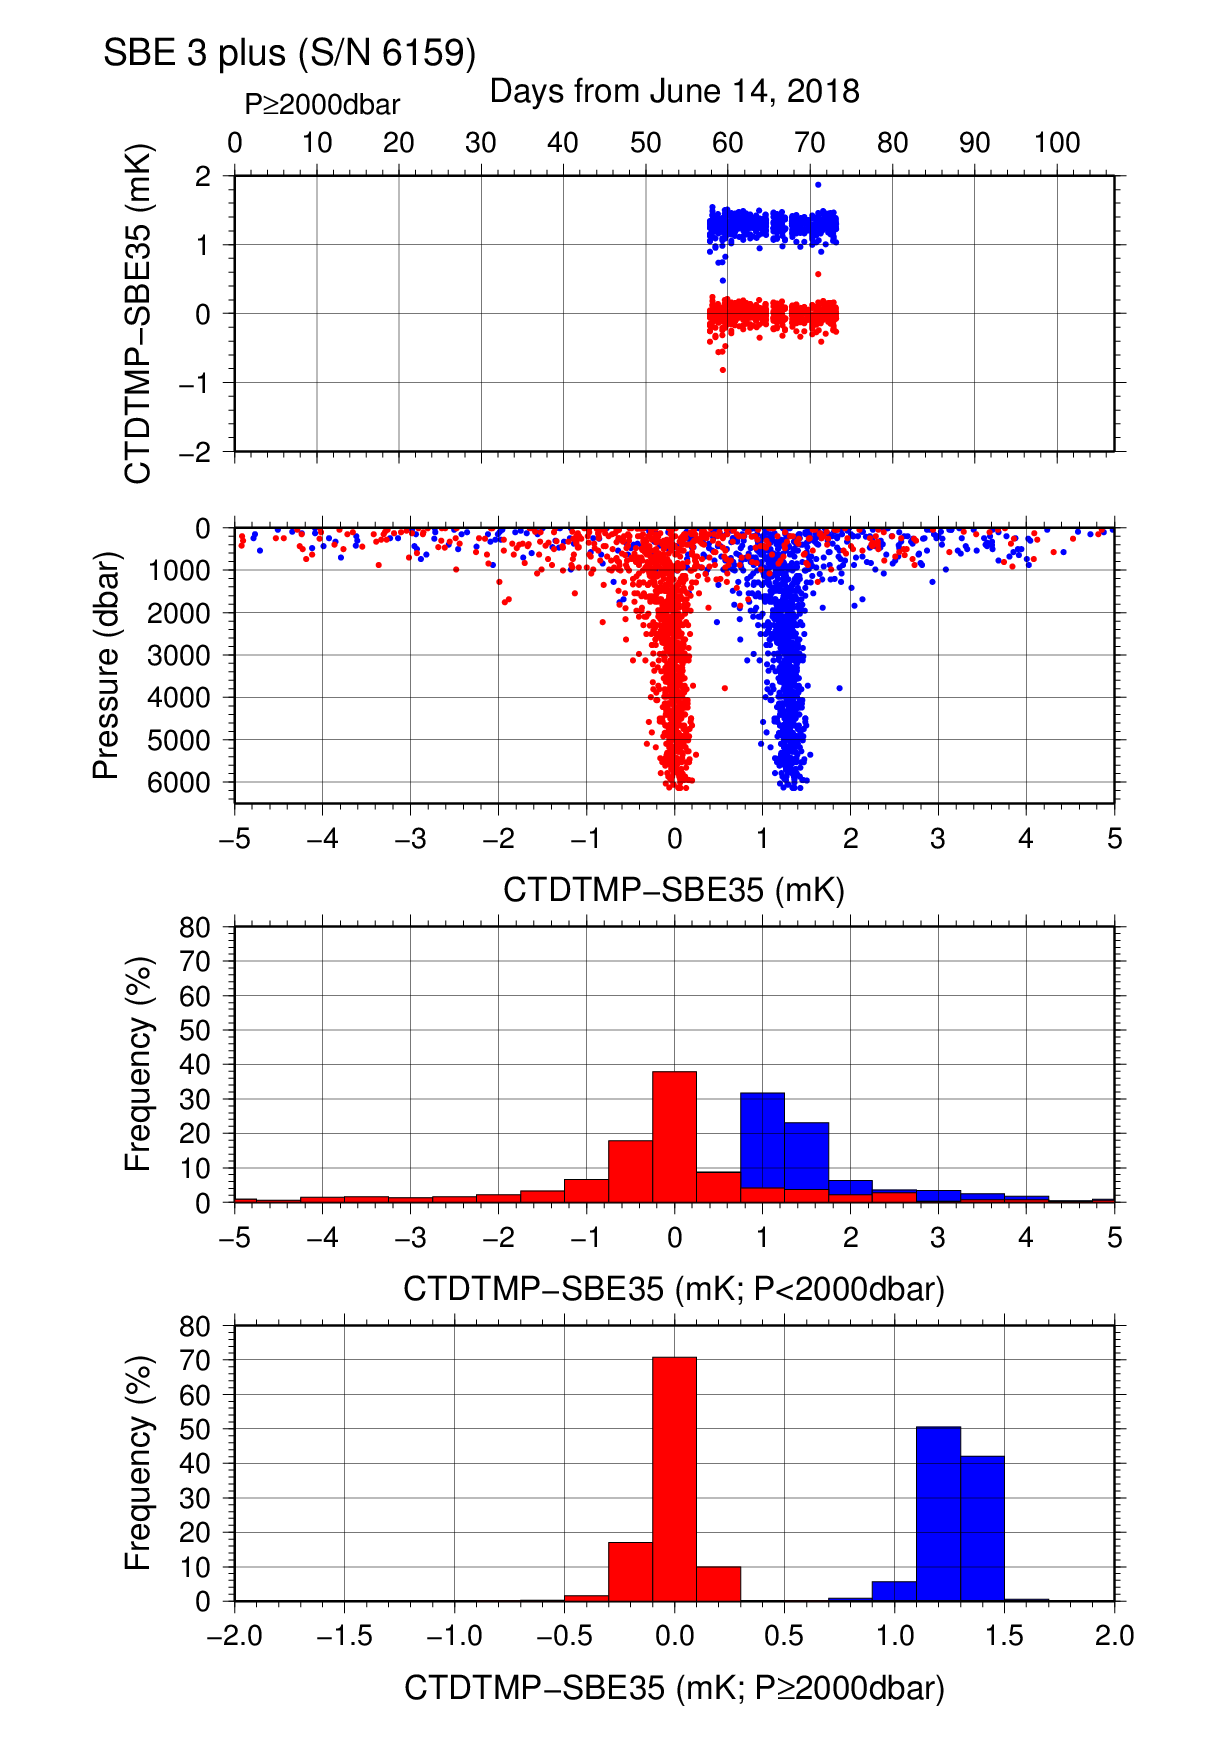 SBE 3 plus (S/N 6159)
Days from June 14, 2018
P≥2000dbar
0 10 20 30 40 50 60 70 80 90 100
CTDTMP−SBE35 (mK)
2
1
0
−1
−2
Pressure (dbar)
0
1000
2000
3000
4000
5000
6000
−5 −4 −3 −2 −1 0 1 2 3 4 5
CTDTMP−SBE35 (mK)
Frequency (%)
80
70
60
50
40
30
20
10
0
−5 −4 −3 −2 −1 0 1 2 3 4 5
CTDTMP−SBE35 (mK; P<2000dbar)
Frequency (%)
80
70
60
50
40
30
20
10
0
−2.0 −1.5 −1.0 −0.5 0.0 0.5 1.0 1.5 2.0
CTDTMP−SBE35 (mK; P≥2000dbar)